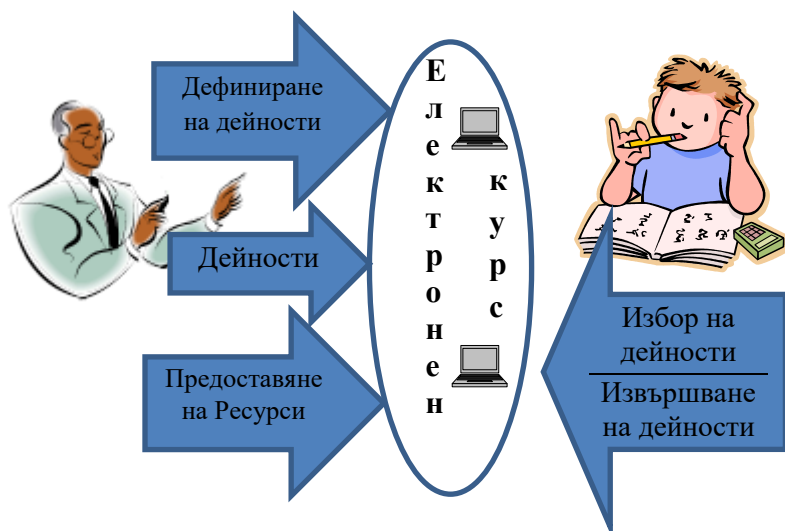 Дефиниране
на дейности
Дейности
Предоставяне
на Ресурси
Електронен
курс
Избор на
дейности
Извършване
на дейности